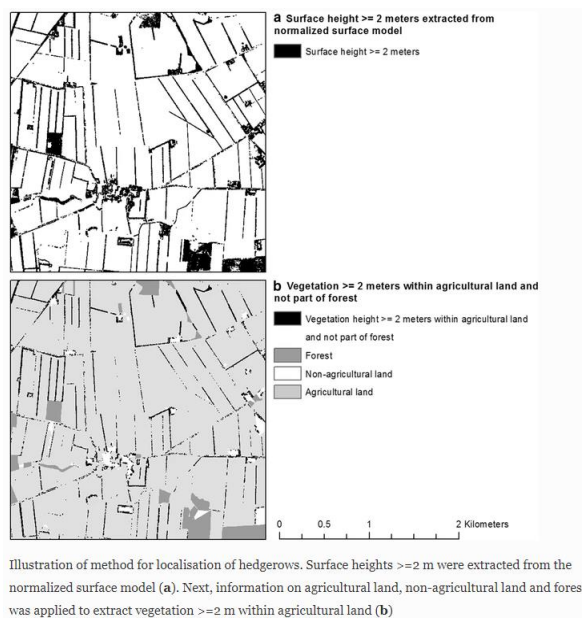 a Surface height >= 2 meters extracted from
normalized surface model
Surface height >= 2 meters
b Vegetation >= 2 meters within agricultural land and
not part of forest
Vegetation height >= 2 meters within agricultural land
and not part of forest
Forest
Non-agricultural land
Agricultural land
0 0.5 1 2 Kilometers
Illustration of method for localisation of hedgerows. Surface heights >=2 m were extracted from the
normalized surface model (a). Next, information on agricultural land, non-agricultural land and fores
was applied to extract vegetation >=2 m within agricultural land (b)